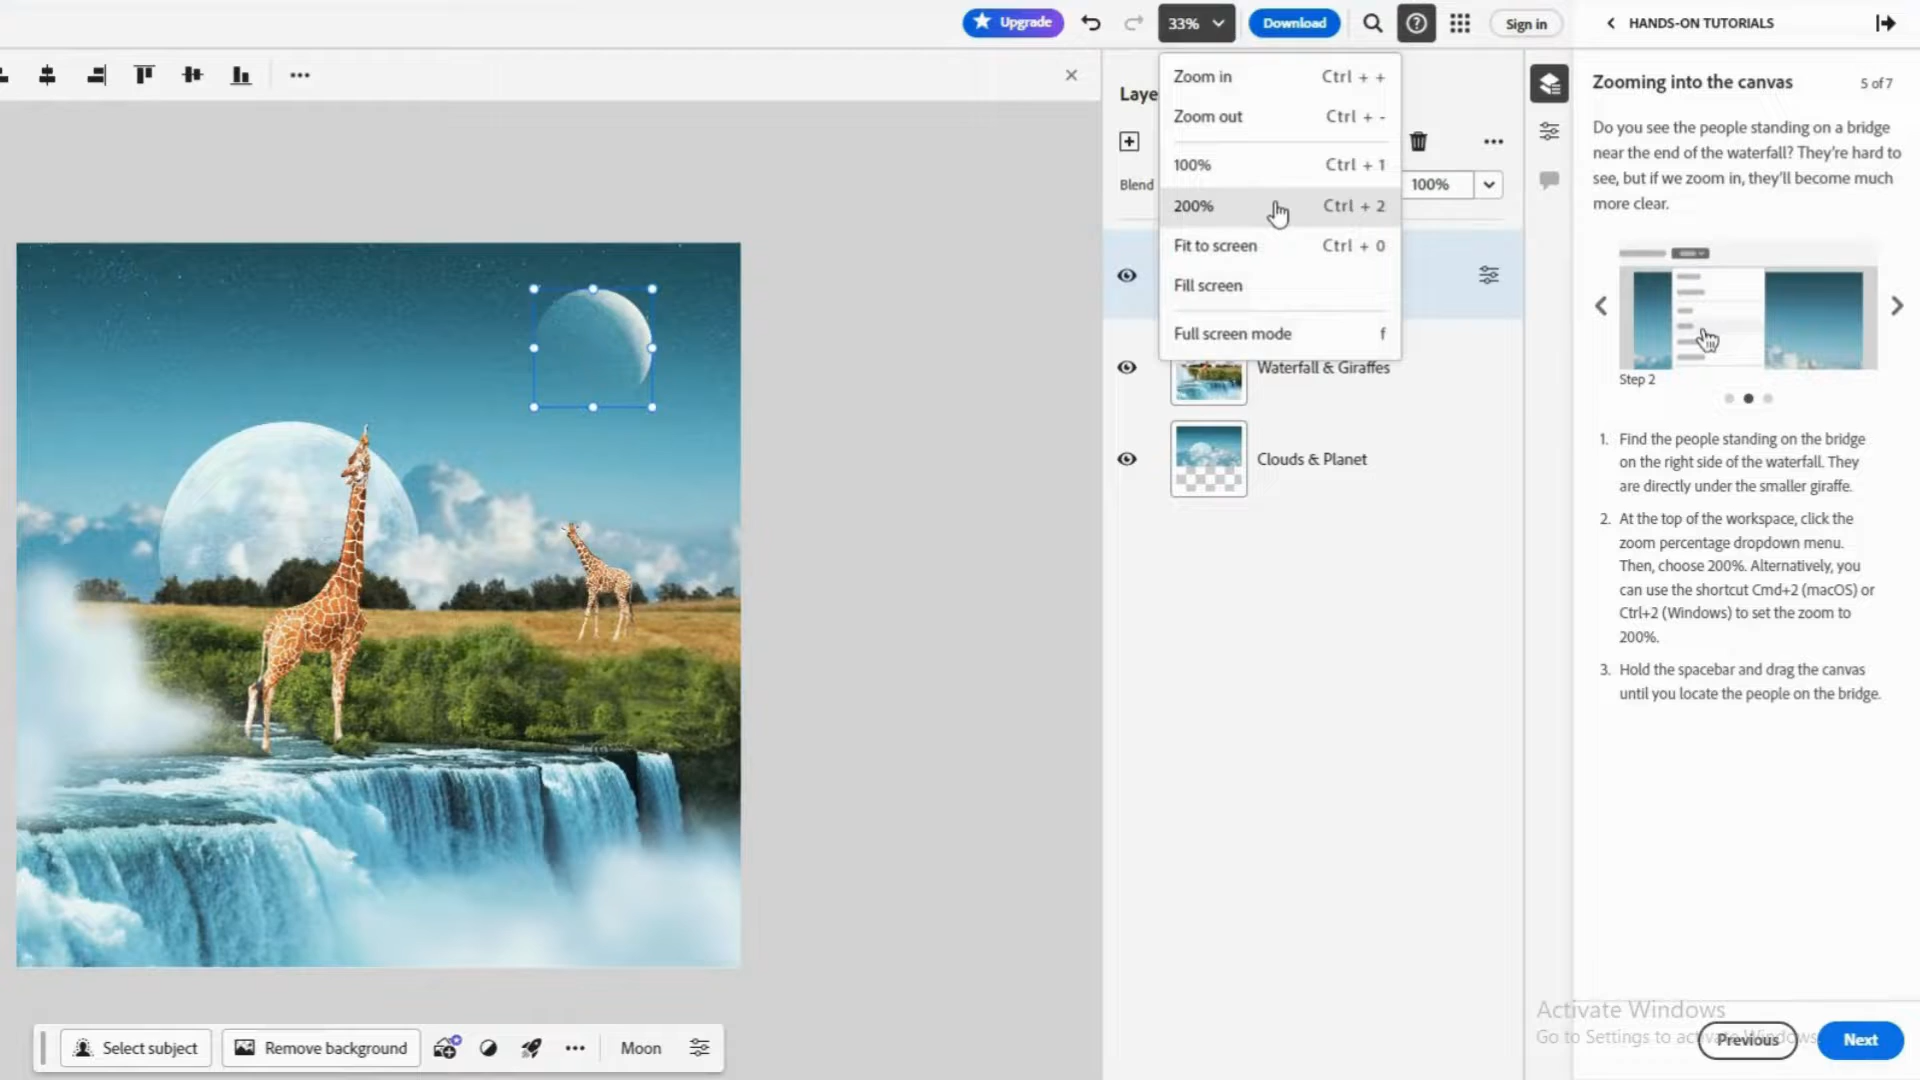 Upgrade
33%
Download
Sign in
HANDS-ON TUTORIALS
Zoom in Ctrl + +
Zoom out Ctrl + -
100% Ctrl + 1
200% Ctrl + 2
Fit to screen Ctrl + 0
Fill screen
Full screen mode f
Laye
Blend
100%
Waterfall & Giraffes
Clouds & Planet
Zooming into the canvas 5 of 7
Do you see the people standing on a bridge
near the end of the waterfall? They're hard to
see, but if we zoom in, they'll become much
more clear.
Step 2
1. Find the people standing on the bridge
on the right side of the waterfall. They
are directly under the smaller giraffe.
2. At the top of the workspace, click the
zoom percentage dropdown menu.
Then, choose 200%. Alternatively, you
can use the shortcut Cmd+2 (macOS) or
Ctrl+2 (Windows) to set the zoom to
200%.
3. Hold the spacebar and drag the canvas
until you locate the people on the bridge.
Activate Windows
Go to Settings to activate Windows.
Previous
Next
Select subject
Remove background
Moon